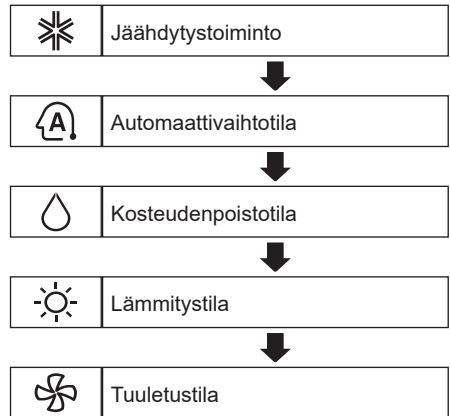 Jäähdytystoiminto
A
Automaattivaihtotila
Kosteudenpoistotila
Lämmitystila
Tuuletustila